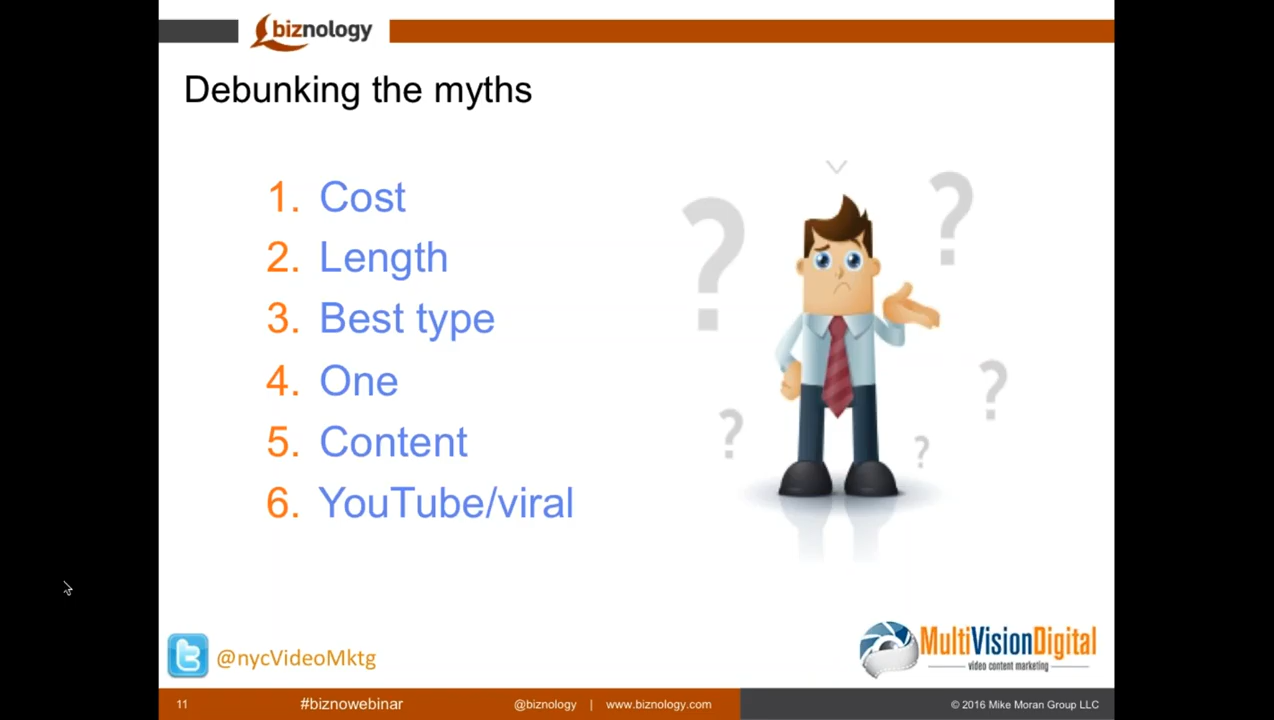 biznology
Debunking the myths
1. Cost
2. Length
3. Best type
4. One
5. Content
6. YouTube/viral
? ? ? ? ?
@nycVideoMktg
MultiVisionDigital
video content marketing
11 #biznowebinar @biznology | www.biznology.com © 2016 Mike Moran Group LLC